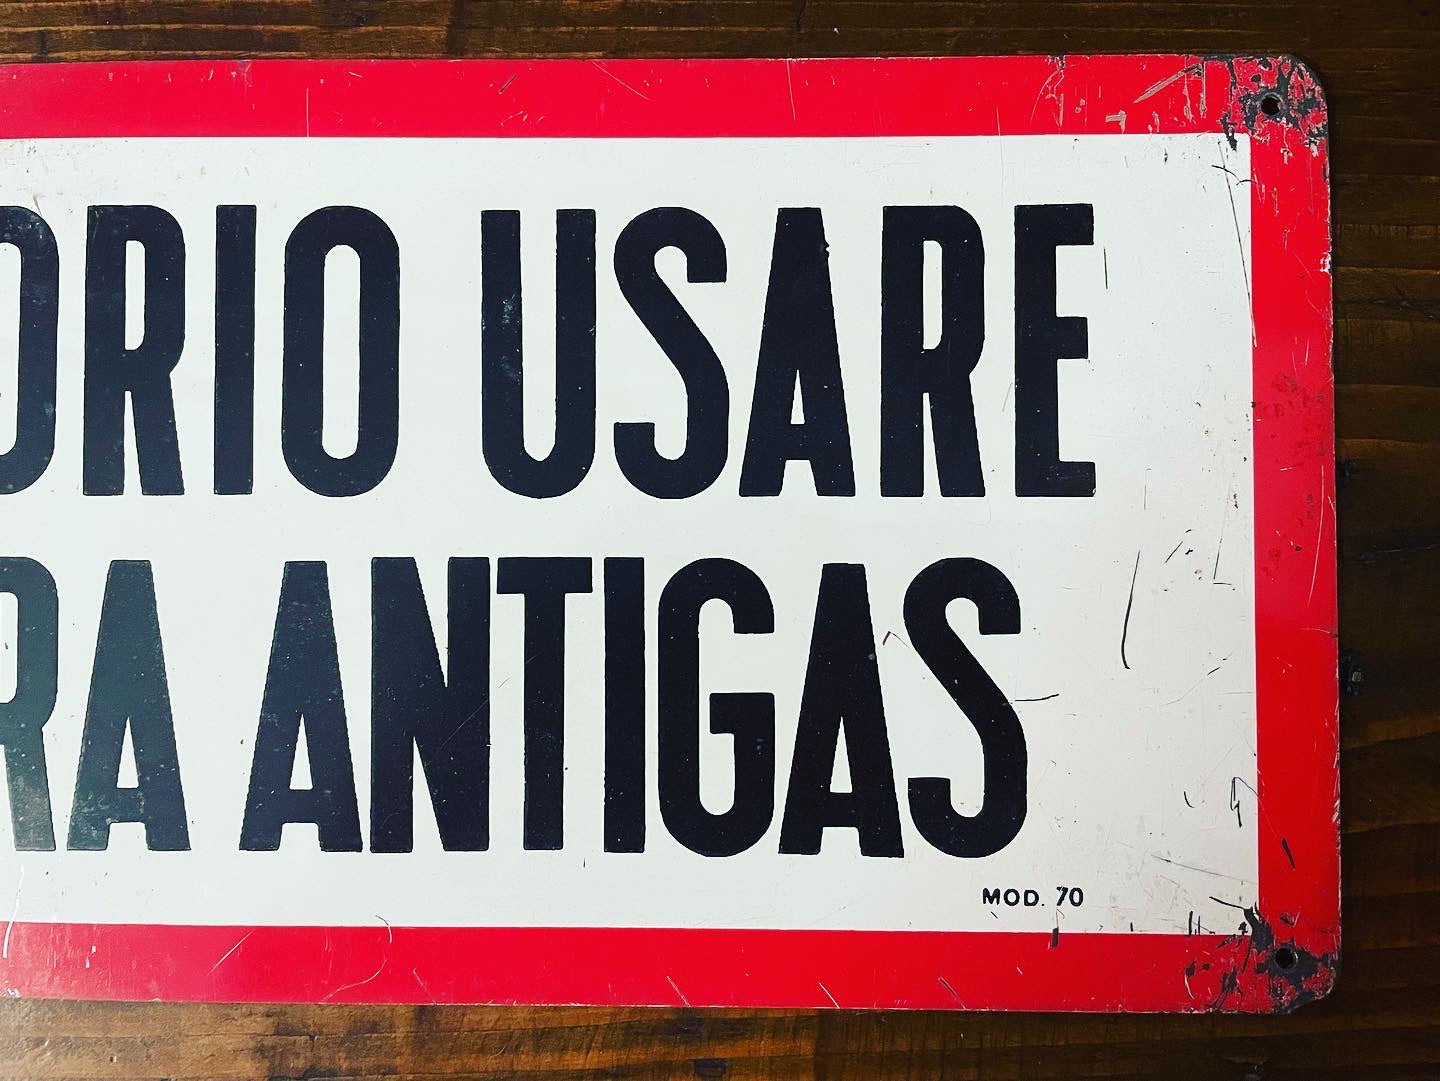 ORIO USARE
RA ANTIGAS
MOD. 70